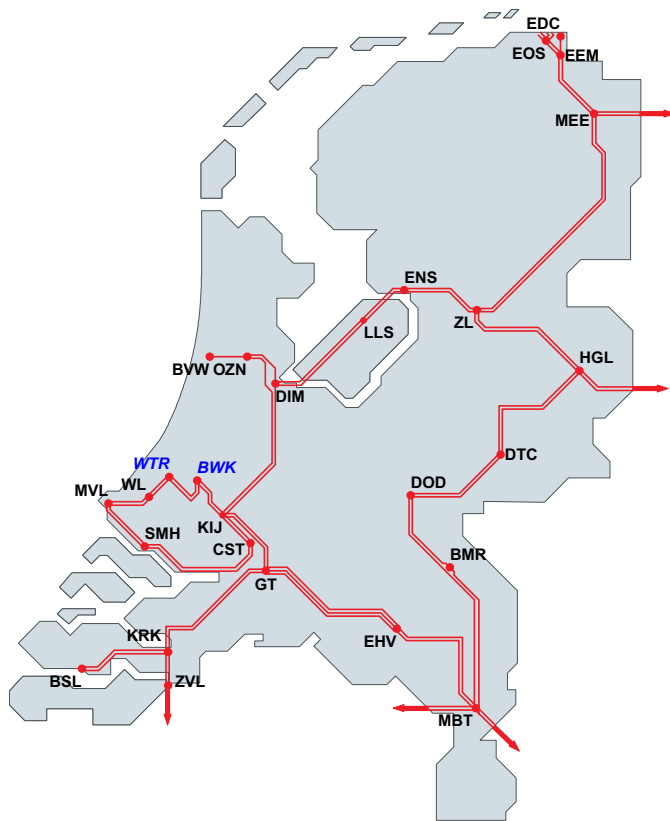 EDC
EOS
EEM
MEE
ENS
ZL
LLS
HGL
BVW OZN
DIM
DTC
WTR
BWK
WL
MVL
DOD
KIJ
SMH
CST
BMR
GT
KRK
EHV
BSL
ZVL
MBT